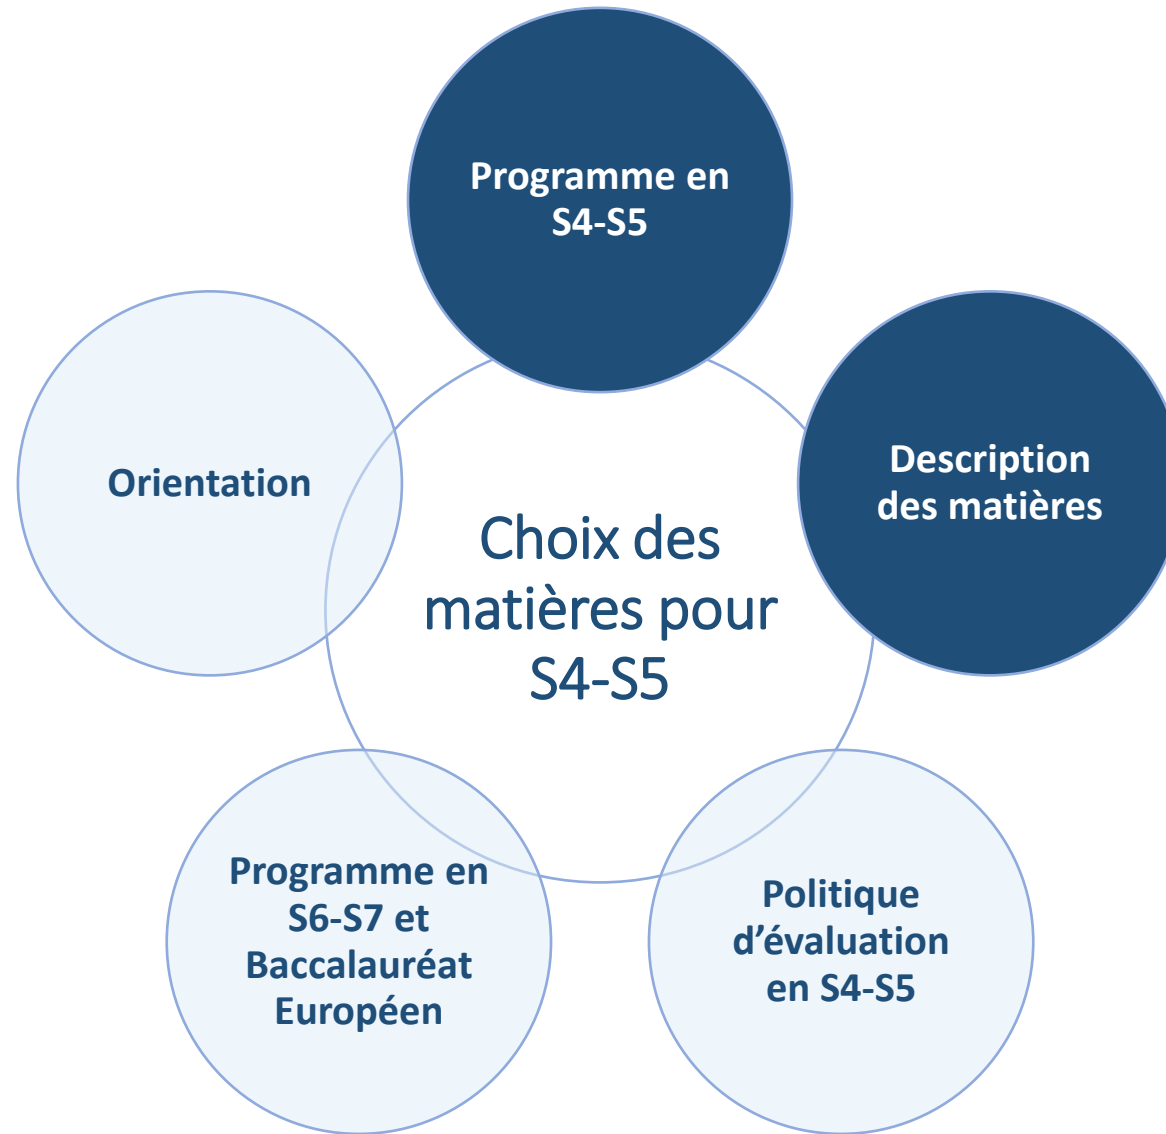 Programme en
S4-S5
Description
des matières
Politique
d’évaluation
en S4-S5
Programme en
S6-S7 et
Baccalauréat
Européen
Orientation
Choix des
matières pour
S4-S5